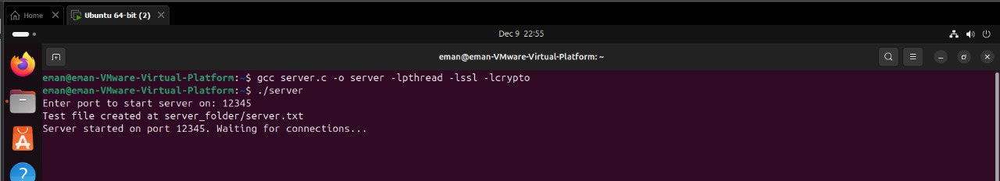 Home
Ubuntu 64-bit (2)
Dec 9 22:55
eman@eman-VMware-Virtual-Platform: ~
eman@eman-VMware-Virtual-Platform:~$ gcc server.c -o server -lpthread -lssl -lcrypto
eman@eman-VMware-Virtual-Platform:~$ ./server
Enter port to start server on: 12345
Test file created at server_folder/server.txt
Server started on port 12345. Waiting for connections...